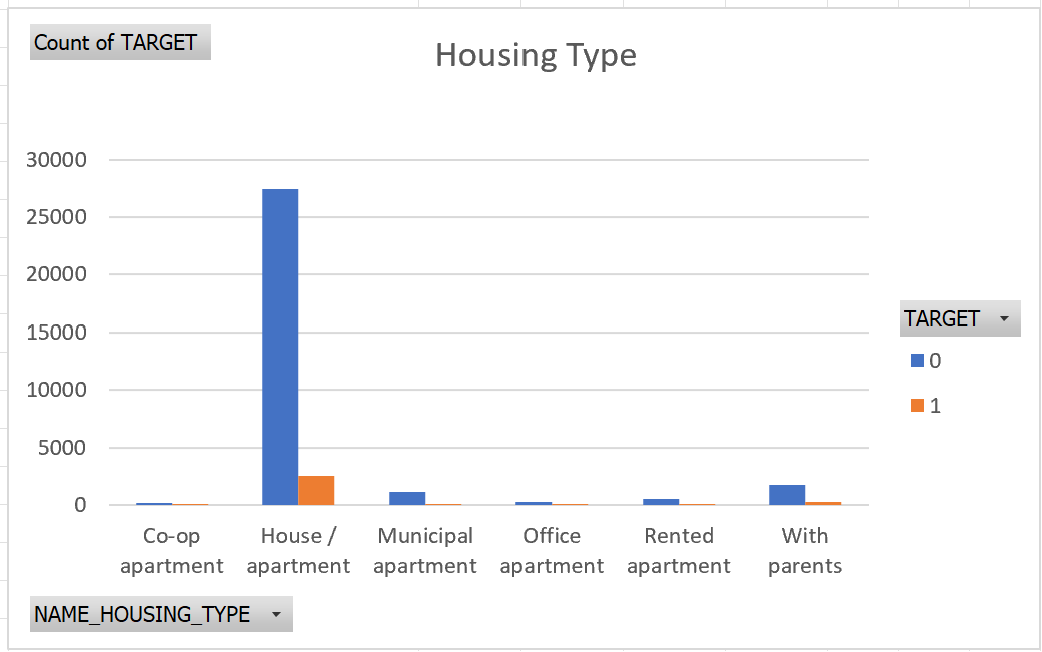 Count of TARGET
Housing Type
30000
25000
20000
15000
10000
5000
0
Co-op apartment
House / apartment
Municipal apartment
Office apartment
Rented apartment
With parents
TARGET
0
1
NAME_HOUSING_TYPE